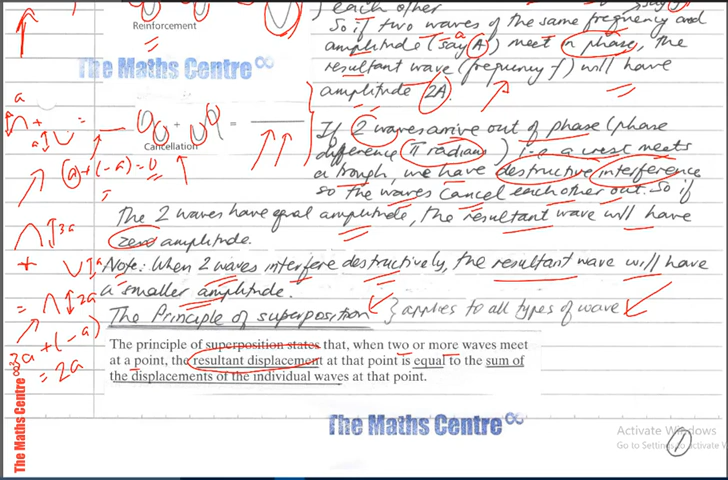 each other
Reinforcement
So if two waves of the same frequency and
amplitude (say A) meet in phase, the
resultant wave (frequency f) will have
amplitude 2A.
The Maths Centre∞
a
+ =
a
+ =
Cancellation
a + (-a) = 0
If 2 waves arrive out of phase (phase
difference π radians) i.e a crest meets
a trough, we have destructive interference
so the waves cancel each other out. So if
The 2 waves have equal amplitude, the resultant wave will have
zero amplitude.
3a
+ a
= 2a
3a + (-a)
= 2a
Note: When 2 waves interfere destructively, the resultant wave will have
a smaller amplitude.
The Principle of superposition } applies to all types of wave
The principle of superposition states that, when two or more waves meet
at a point, the resultant displacement at that point is equal to the sum of
the displacements of the individual waves at that point.
The Maths Centre∞
The Maths Centre∞
Activate Windows
Go to Settings to activate W
1